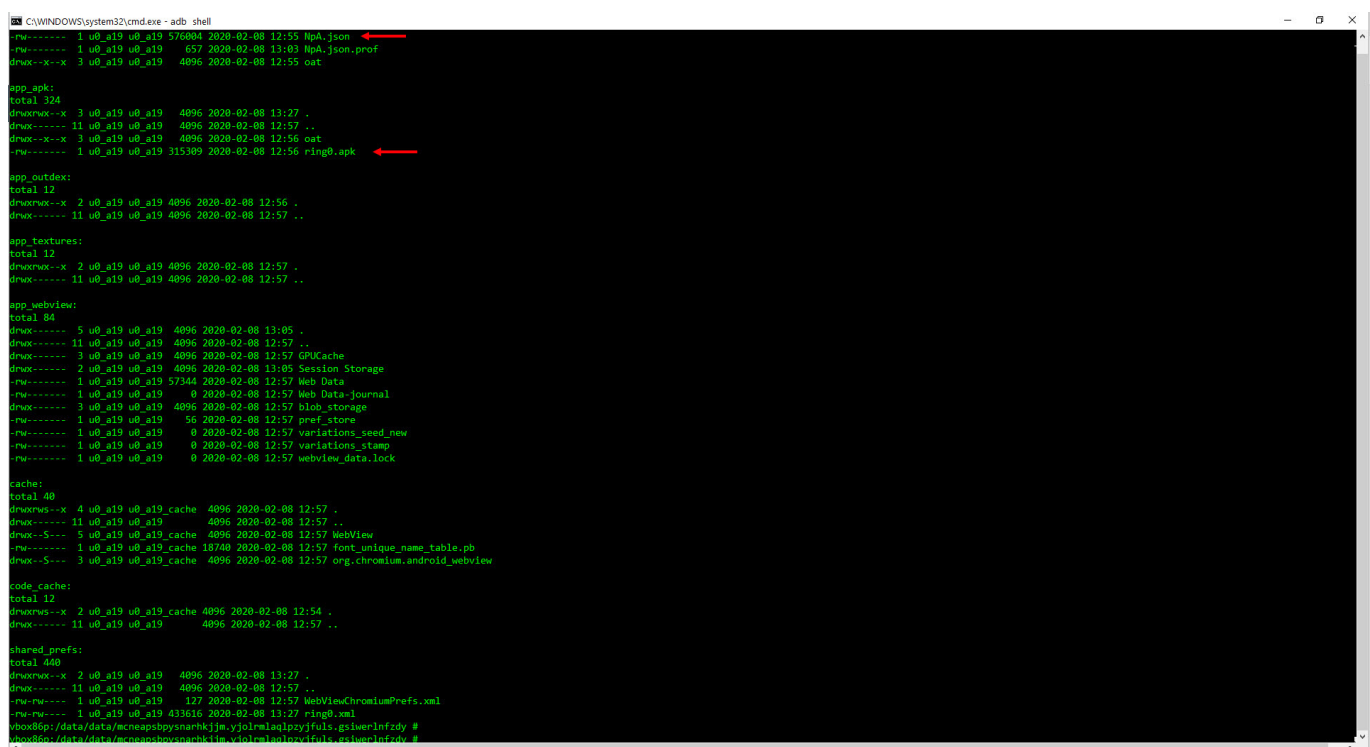 C:\WINDOWS\system32\cmd.exe - adb  shell
-rw-------  1 u0_a19 u0_a19 576004 2020-02-08 12:55 NpA.json
-rw-------  1 u0_a19 u0_a19    657 2020-02-08 13:03 NpA.json.prof
drwx--x--x  3 u0_a19 u0_a19   4096 2020-02-08 12:55 oat
app_apk:
total 324
drwxrwx--x  3 u0_a19 u0_a19   4096 2020-02-08 13:27 .
drwx------ 11 u0_a19 u0_a19   4096 2020-02-08 12:57 ..
drwx--x--x  3 u0_a19 u0_a19   4096 2020-02-08 12:56 oat
-rw-------  1 u0_a19 u0_a19 315309 2020-02-08 12:56 ring0.apk
app_outdex:
total 12
drwxrwx--x  2 u0_a19 u0_a19 4096 2020-02-08 12:56 .
drwx------ 11 u0_a19 u0_a19 4096 2020-02-08 12:57 ..
app_textures:
total 12
drwxrwx--x  2 u0_a19 u0_a19 4096 2020-02-08 12:57 .
drwx------ 11 u0_a19 u0_a19 4096 2020-02-08 12:57 ..
app_webview:
total 84
drwx------  5 u0_a19 u0_a19  4096 2020-02-08 13:05 .
drwx------ 11 u0_a19 u0_a19  4096 2020-02-08 12:57 ..
drwx------  3 u0_a19 u0_a19  4096 2020-02-08 12:57 GPUCache
drwx------  2 u0_a19 u0_a19  4096 2020-02-08 13:05 Session Storage
-rw-------  1 u0_a19 u0_a19 57344 2020-02-08 12:57 Web Data
-rw-------  1 u0_a19 u0_a19     0 2020-02-08 12:57 Web Data-journal
drwx------  3 u0_a19 u0_a19  4096 2020-02-08 12:57 blob_storage
-rw-------  1 u0_a19 u0_a19    56 2020-02-08 12:57 pref_store
-rw-------  1 u0_a19 u0_a19     0 2020-02-08 12:57 variations_seed_new
-rw-------  1 u0_a19 u0_a19     0 2020-02-08 12:57 variations_stamp
-rw-------  1 u0_a19 u0_a19     0 2020-02-08 12:57 webview_data.lock
cache:
total 40
drwxrws--x  4 u0_a19 u0_a19_cache  4096 2020-02-08 12:57 .
drwx------ 11 u0_a19 u0_a19        4096 2020-02-08 12:57 ..
drwx--S---  5 u0_a19 u0_a19_cache  4096 2020-02-08 12:57 WebView
-rw-------  1 u0_a19 u0_a19_cache 18740 2020-02-08 12:57 font_unique_name_table.pb
drwx--S---  3 u0_a19 u0_a19_cache  4096 2020-02-08 12:57 org.chromium.android_webview
code_cache:
total 12
drwxrws--x  2 u0_a19 u0_a19_cache 4096 2020-02-08 12:54 .
drwx------ 11 u0_a19 u0_a19       4096 2020-02-08 12:57 ..
shared_prefs:
total 440
drwxrwx--x  2 u0_a19 u0_a19   4096 2020-02-08 13:27 .
drwx------ 11 u0_a19 u0_a19   4096 2020-02-08 12:57 ..
-rw-rw----  1 u0_a19 u0_a19    127 2020-02-08 12:57 WebViewChromiumPrefs.xml
-rw-rw----  1 u0_a19 u0_a19 433616 2020-02-08 13:27 ring0.xml
vbox86p:/data/data/mcneapsbpysnarhkjjm.yjolrmlaqlpzyjfuls.gsiwerlnfzdy #
vbox86p:/data/data/mcneapsbpysnarhkjjm.yjolrmlaqlpzyjfuls.gsiwerlnfzdy #